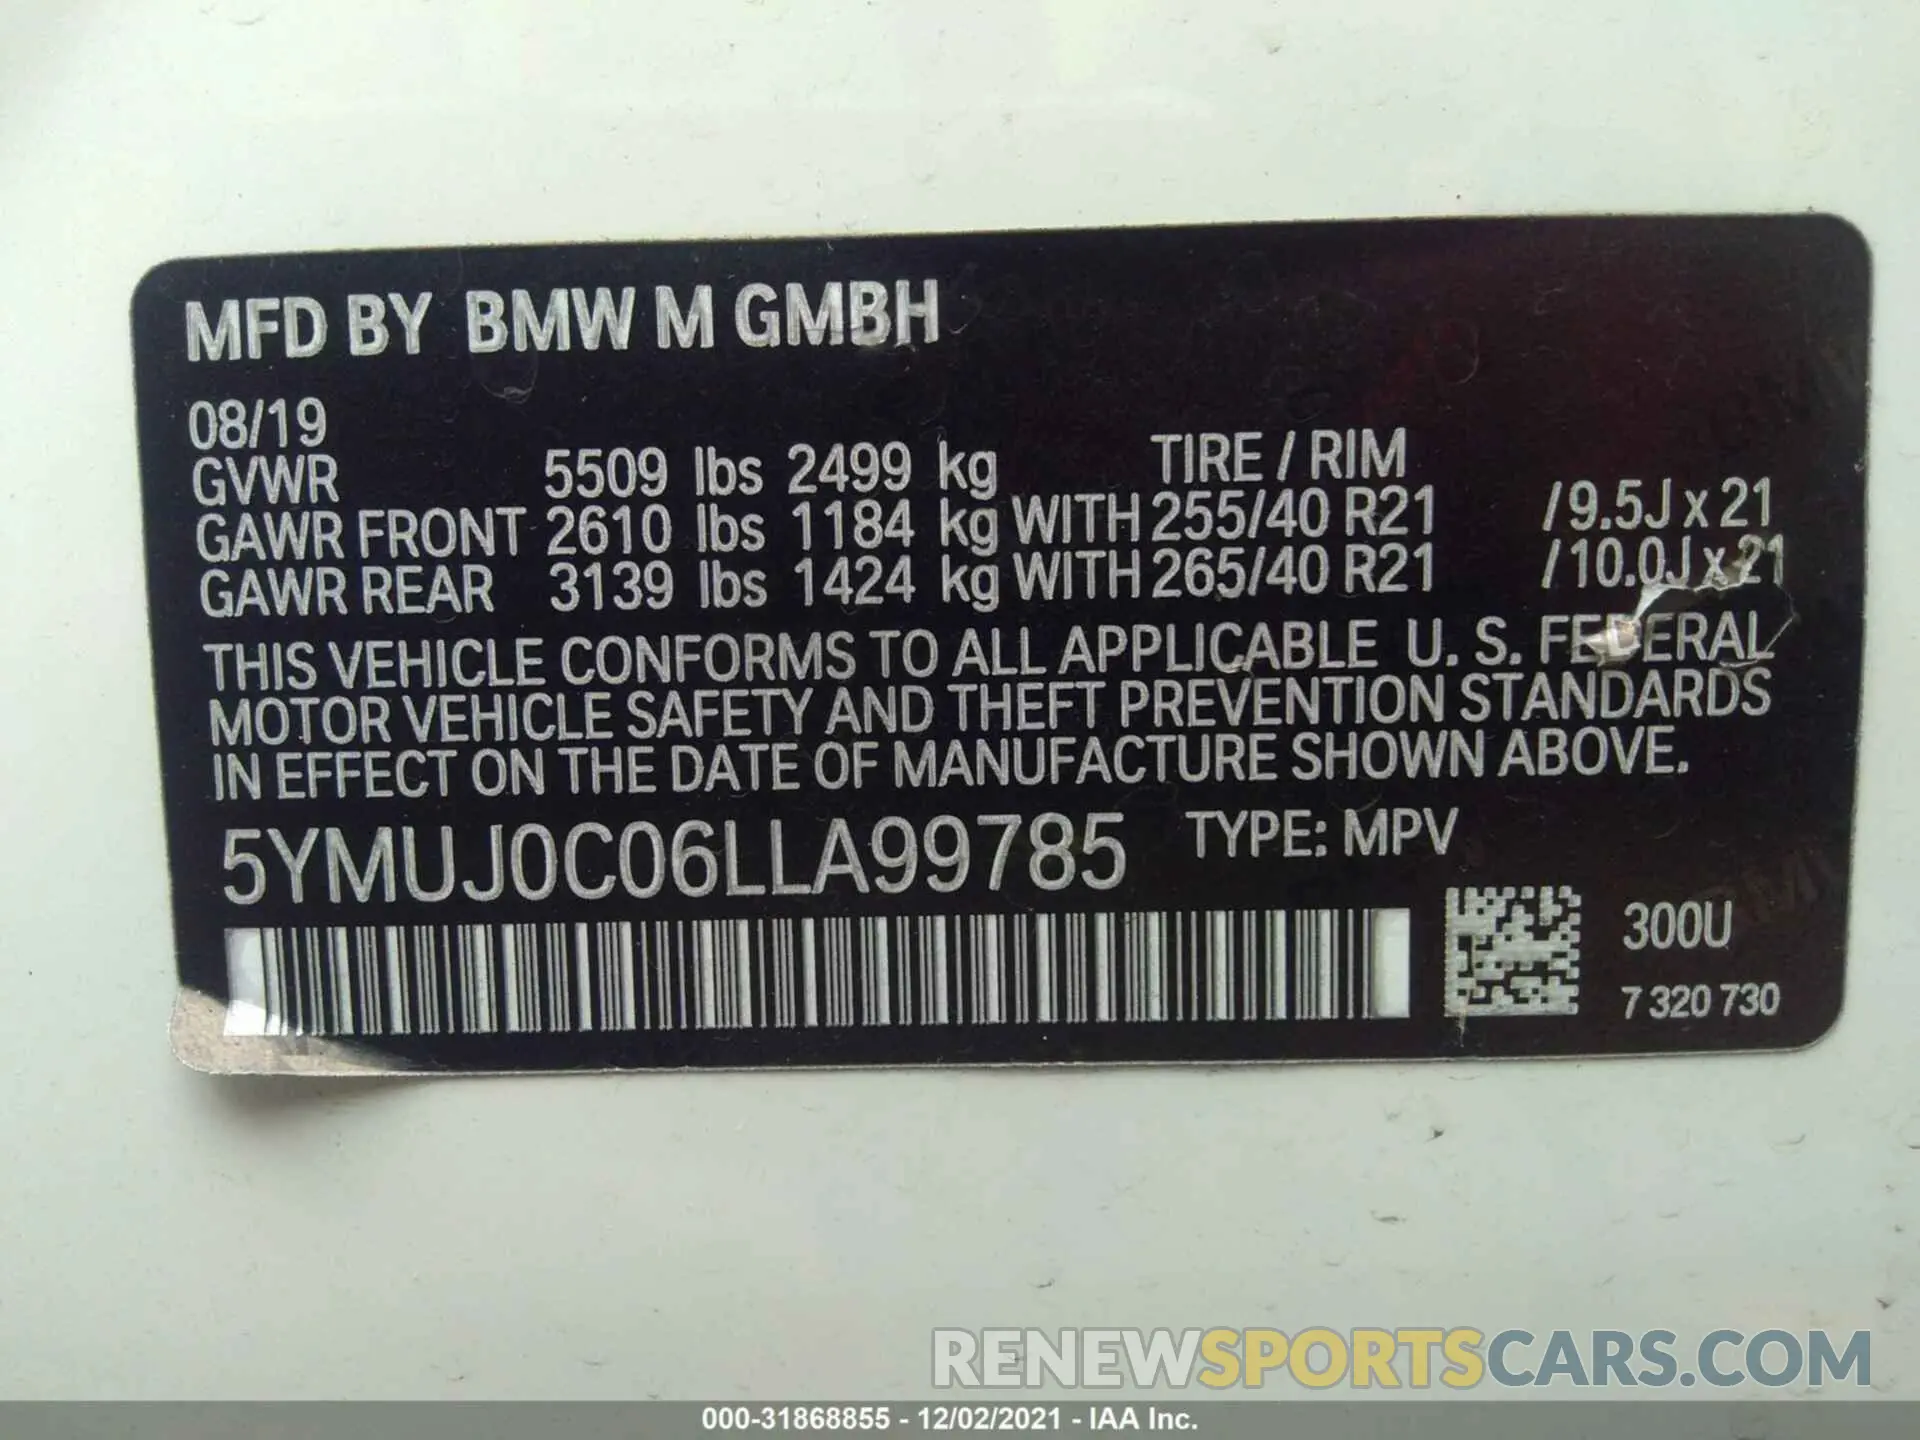 MFD BY BMW M GMBH
08/19
GVWR 5509 lbs 2499 kg TIRE / RIM
GAWR FRONT 2610 lbs 1184 kg WITH 255/40 R21 /9.5J x 21
GAWR REAR 3139 lbs 1424 kg WITH 265/40 R21 /10.0J x 21
THIS VEHICLE CONFORMS TO ALL APPLICABLE U. S. FEDERAL
MOTOR VEHICLE SAFETY AND THEFT PREVENTION STANDARDS
IN EFFECT ON THE DATE OF MANUFACTURE SHOWN ABOVE.
5YMUJ0C06LLA99785 TYPE: MPV
300U
7 320 730
RENEWSPORTSCARS.COM
000-31868855 - 12/02/2021 - IAA Inc.